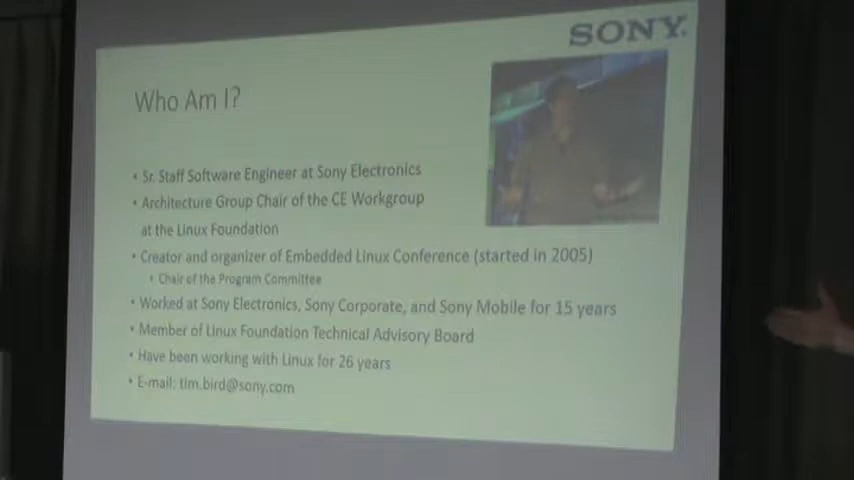 SONY
Who Am I?
• Sr. Staff Software Engineer at Sony Electronics
• Architecture Group Chair of the CE Workgroup
at the Linux Foundation
• Creator and organizer of Embedded Linux Conference (started in 2005)
• Chair of the Program Committee
• Worked at Sony Electronics, Sony Corporate, and Sony Mobile for 15 years
• Member of Linux Foundation Technical Advisory Board
• Have been working with Linux for 26 years
• E-mail: tim.bird@sony.com